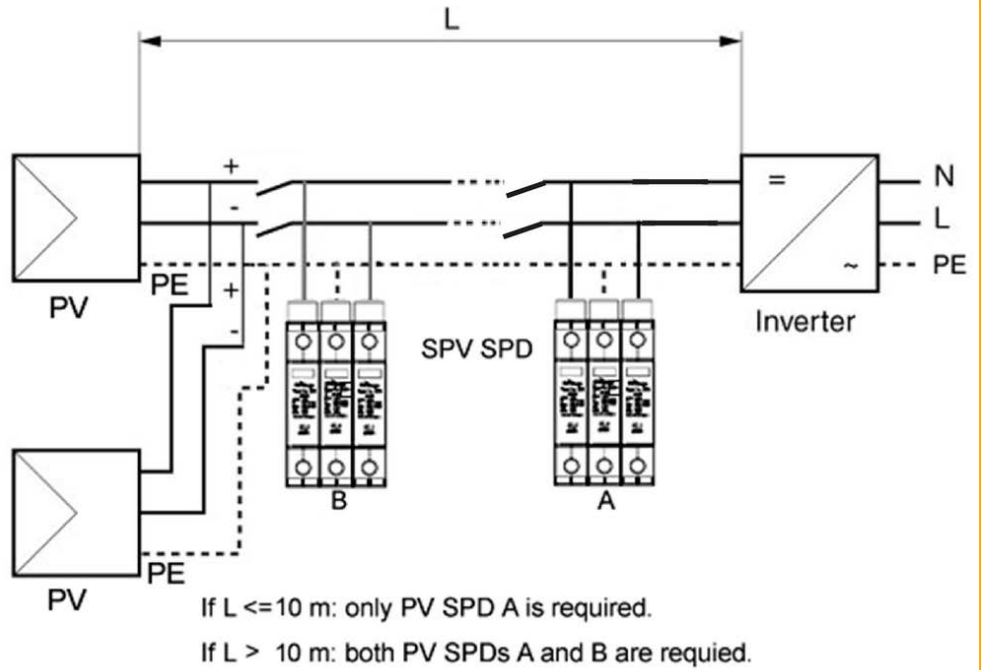 L
+
-
N
L
PE
= ~
PE
PV
Inverter
+
-
SPV SPD
B
A
PE
PV
If L <= 10 m: only PV SPD A is required.
If L > 10 m: both PV SPDs A and B are requied.